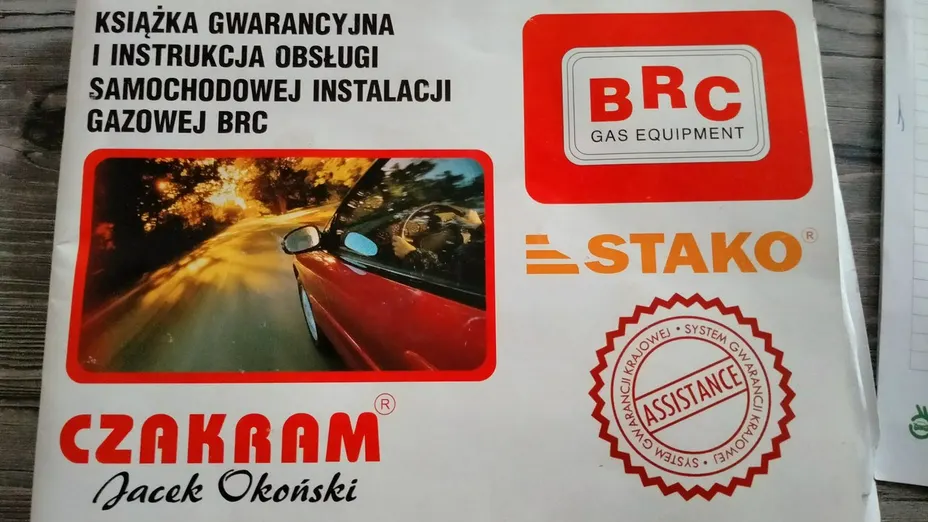 KSIĄŻKA GWARANCYJNA
I INSTRUKCJA OBSŁUGI
SAMOCHODOWEJ INSTALACJI
GAZOWEJ BRC
BRC
GAS EQUIPMENT
STAKO®
SYSTEM GWARANCJI KRAJOWEJ • SYSTEM GWARANCJI KRAJOWEJ •
ASSISTANCE
CZAKRAM®
Jacek Okoński